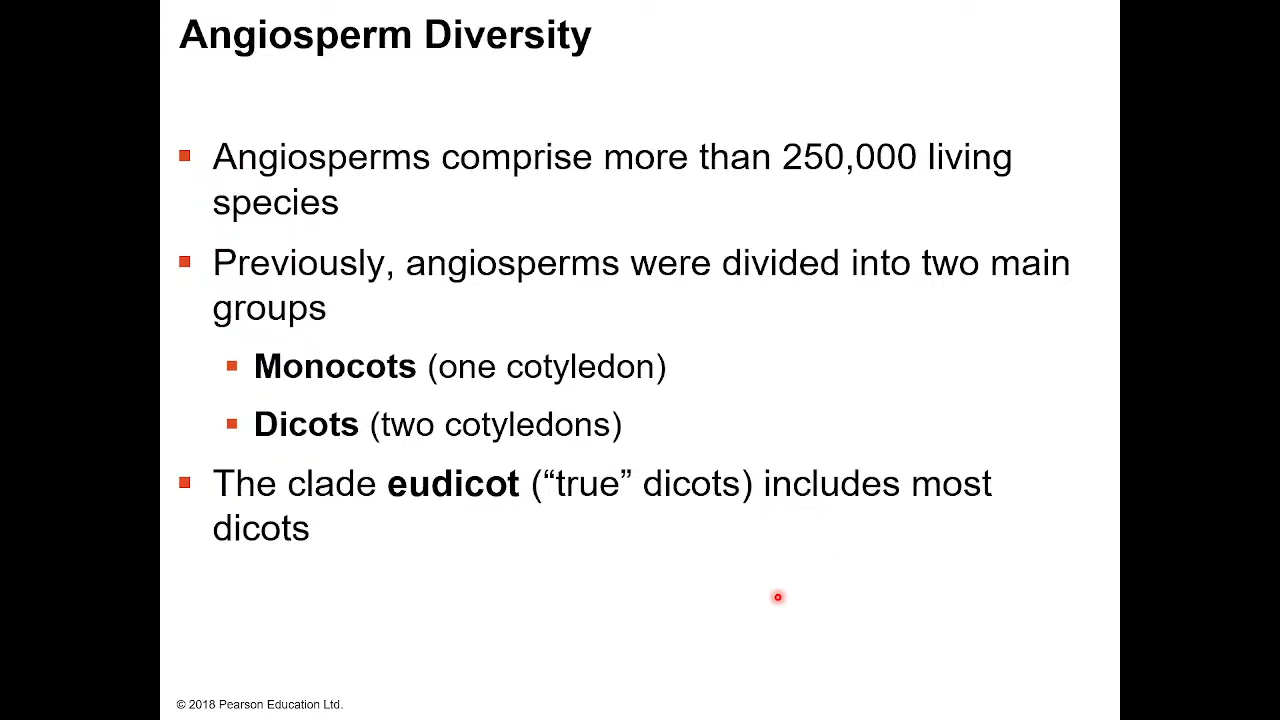 Angiosperm Diversity
Angiosperms comprise more than 250,000 living
species
Previously, angiosperms were divided into two main
groups
Monocots (one cotyledon)
Dicots (two cotyledons)
The clade eudicot (“true” dicots) includes most
dicots
© 2018 Pearson Education Ltd.